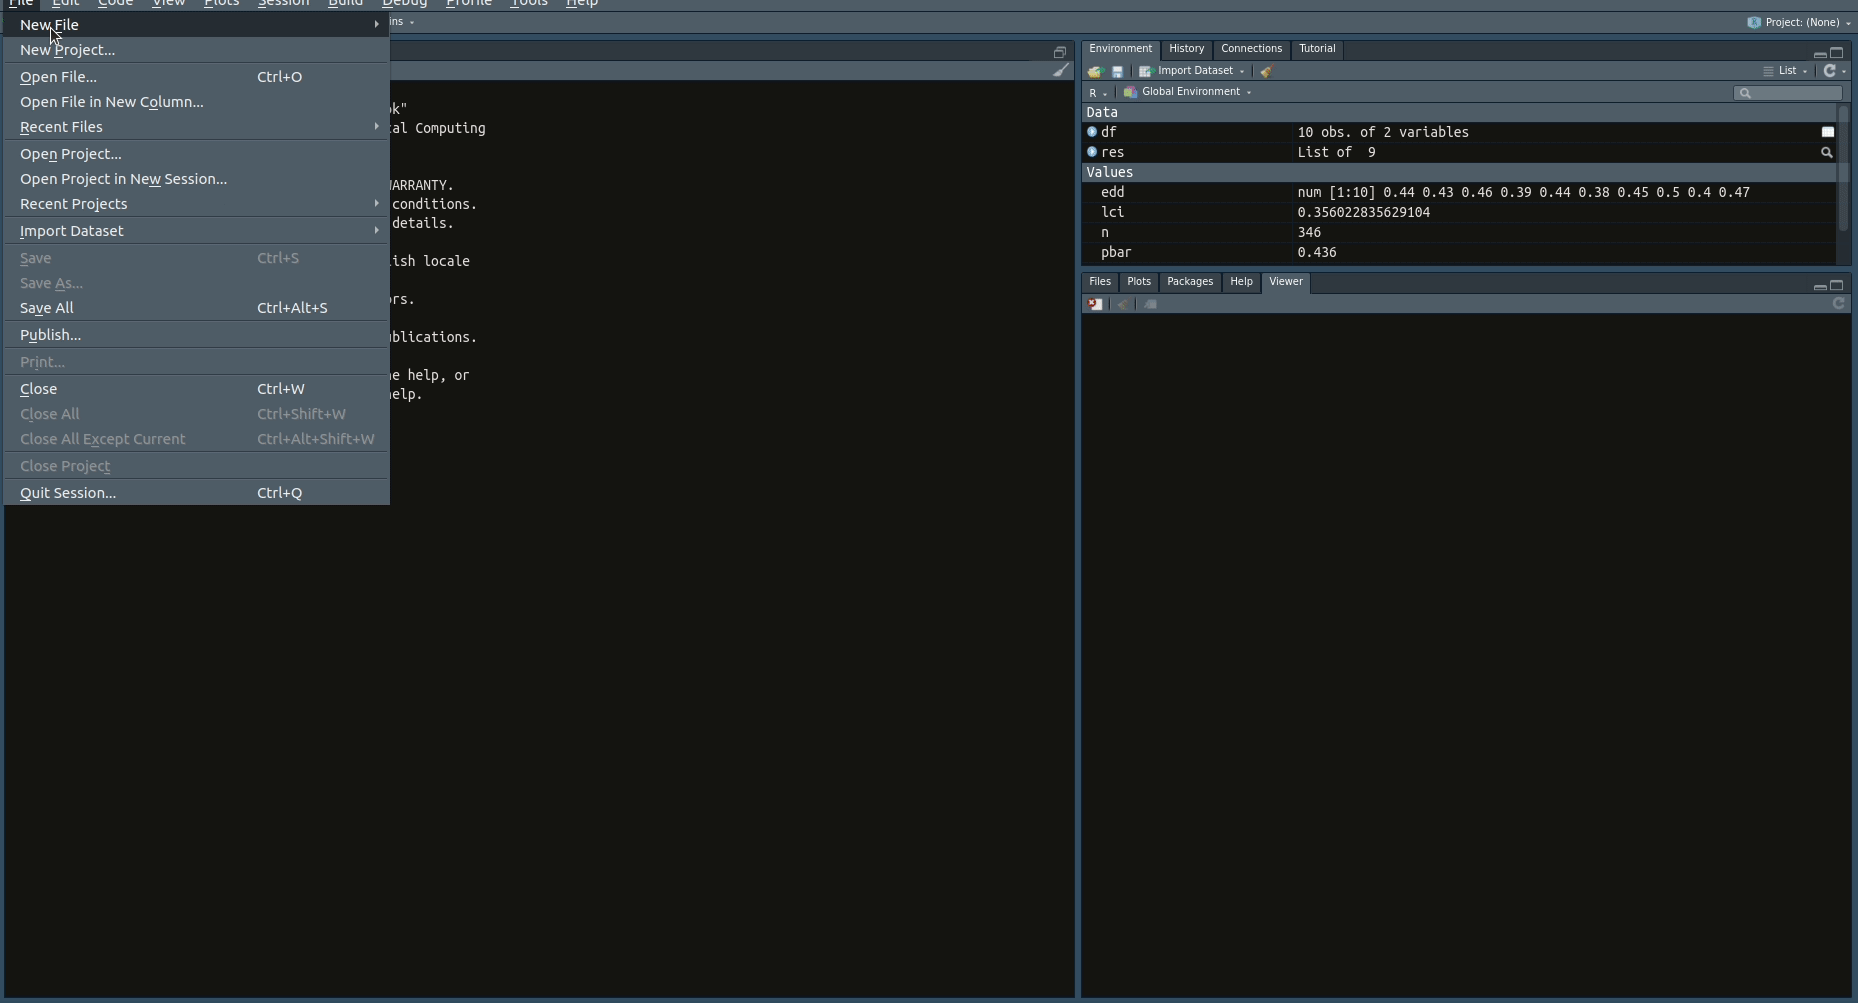 File Edit Code View Plots Session Build Debug Profile Tools Help
ins
Project: (None)
New File
New Project...
Open File... Ctrl+O
Open File in New Column...
Recent Files
Open Project...
Open Project in New Session...
Recent Projects
Import Dataset
Save Ctrl+S
Save As...
Save All Ctrl+Alt+S
Publish...
Print...
Close Ctrl+W
Close All Ctrl+Shift+W
Close All Except Current Ctrl+Alt+Shift+W
Close Project
Quit Session... Ctrl+Q
ok"
al Computing
WARRANTY.
conditions.
details.
ish locale
ors.
ublications.
e help, or
help.
Environment History Connections Tutorial
Import Dataset
List
R Global Environment
Data
df 10 obs. of 2 variables
res List of 9
Values
edd num [1:10] 0.44 0.43 0.46 0.39 0.44 0.38 0.45 0.5 0.4 0.47
lci 0.356022835629104
n 346
pbar 0.436
Files Plots Packages Help Viewer